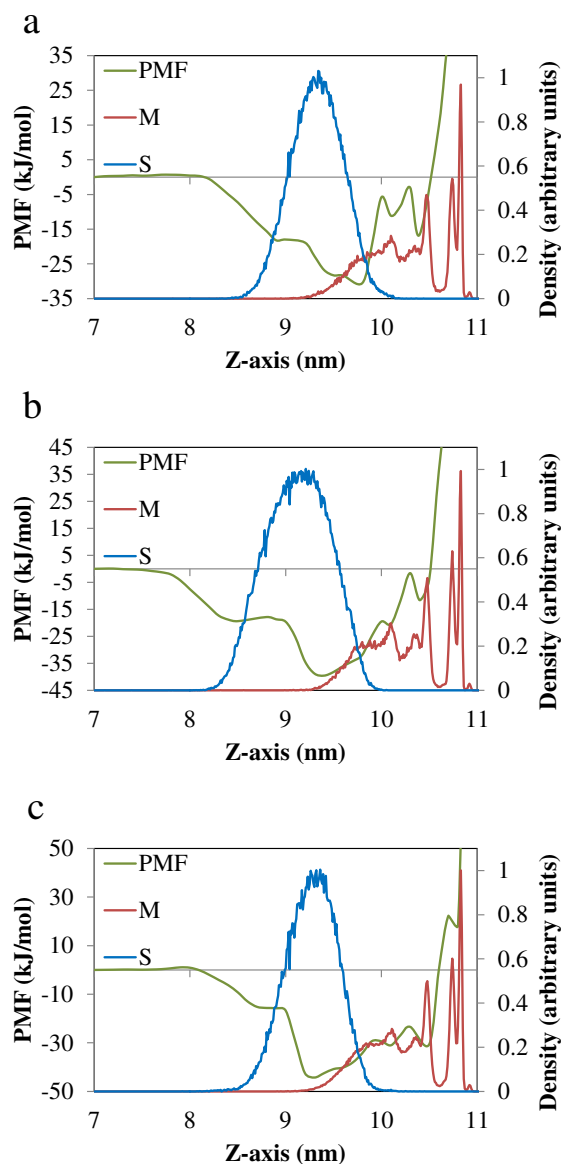 a
35
25
15
5
-5
-15
-25
-35
PMF (kJ/mol)
PMF
M
S
1
0.8
0.6
0.4
0.2
0
Density (arbitrary units)
7 8 9 10 11
Z-axis (nm)
b
45
35
25
15
5
-5
-15
-25
-35
-45
PMF (kJ/mol)
PMF
M
S
1
0.8
0.6
0.4
0.2
0
Density (arbitrary units)
7 8 9 10 11
Z-axis (nm)
c
50
30
10
-10
-30
-50
PMF (kJ/mol)
PMF
M
S
1
0.8
0.6
0.4
0.2
0
Density (arbitrary units)
7 8 9 10 11
Z-axis (nm)